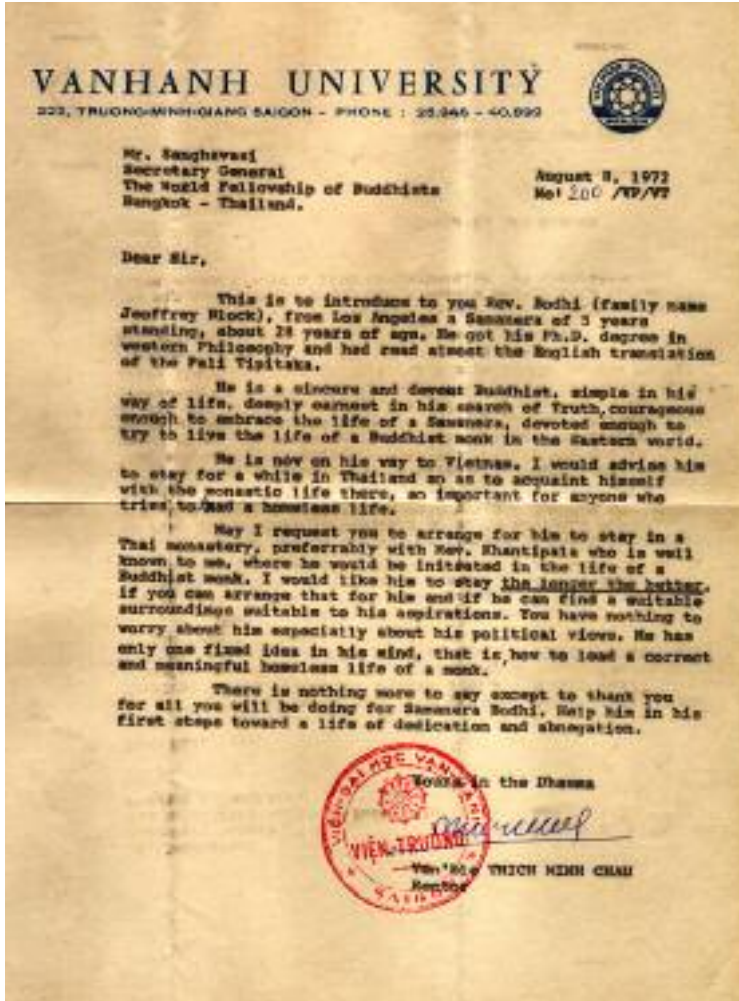 VANHANH UNIVERSITY
222, TRUONG-MINH-GIANG SAIGON - PHONE : 25.946 - 40.899
Mr. Sanghavasi
Secretary General
The World Fellowship of Buddhists
Bangkok - Thailand.
August 8, 1972
No: 200 /VP/VT
Dear Sir,
This is to introduce to you Rev. Bodhi (family name
Jeoffrey Block), from Los Angeles a Samanera of 5 years
standing, about 28 years of age. He got his Ph.D. degree in
western Philosophy and had read almost the English translation
of the Pali Tipitaka.
He is a sincere and devout Buddhist, simple in his
way of life, deeply earnest in his search of Truth, courageous
enough to embrace the life of a Samanera, devoted enough to
try to live the life of a Buddhist monk in the Eastern world.
He is now on his way to Vietnam. I would advise him
to stay for a while in Thailand so as to acquaint himself
with the monastic life there, so important for anyone who
tries to lead a homeless life.
May I request you to arrange for him to stay in a
Thai monastery, preferrably with Rev. Khantipalo who is well
known to me, where he would be initiated in the life of a
Buddhist monk. I would like him to stay the longer the better,
if you can arrange that for him and if he can find a suitable
surroundings suitable to his aspirations. You have nothing to
worry about him especially about his political views. He has
only one fixed idea in his mind, that is, how to lead a correct
and meaningful homeless life of a monk.
There is nothing more to say except to thank you
for all you will be doing for Samanera Bodhi. Help him in his
first steps toward a life of dedication and abnegation.
Yours in the Dhamma
VIỆN ĐẠI HỌC VẠN HẠNH
VIỆN-TRƯỞNG
SAIGON
THICH MINH CHAU
Rector